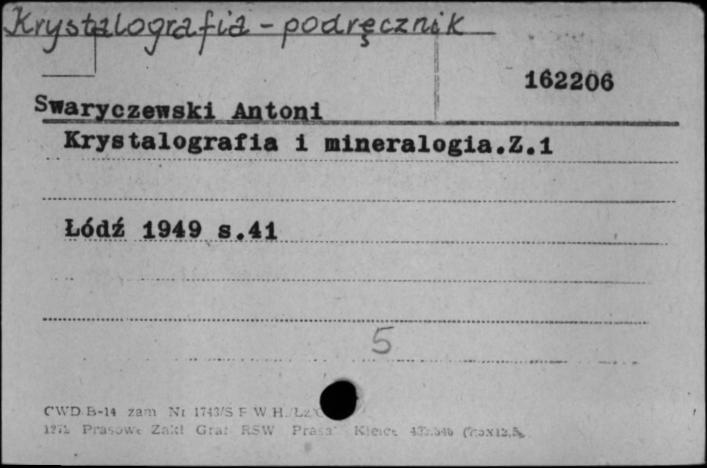 Krystalografia - podręcznik
162206
Swaryczewski Antoni
Krystalografia i mineralogia.Z.1
Łódź 1949 s.41
5
CWD B-14 zam Nr 1743/S F W H.
Prasowe Zakł Graf RSW "Prasa" Kielce